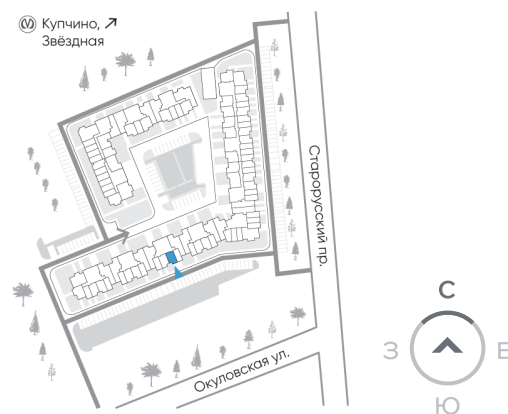 Купчино, ↗
Звёздная
Старорусский пр.
Окуловская ул.
С
З
В
Ю